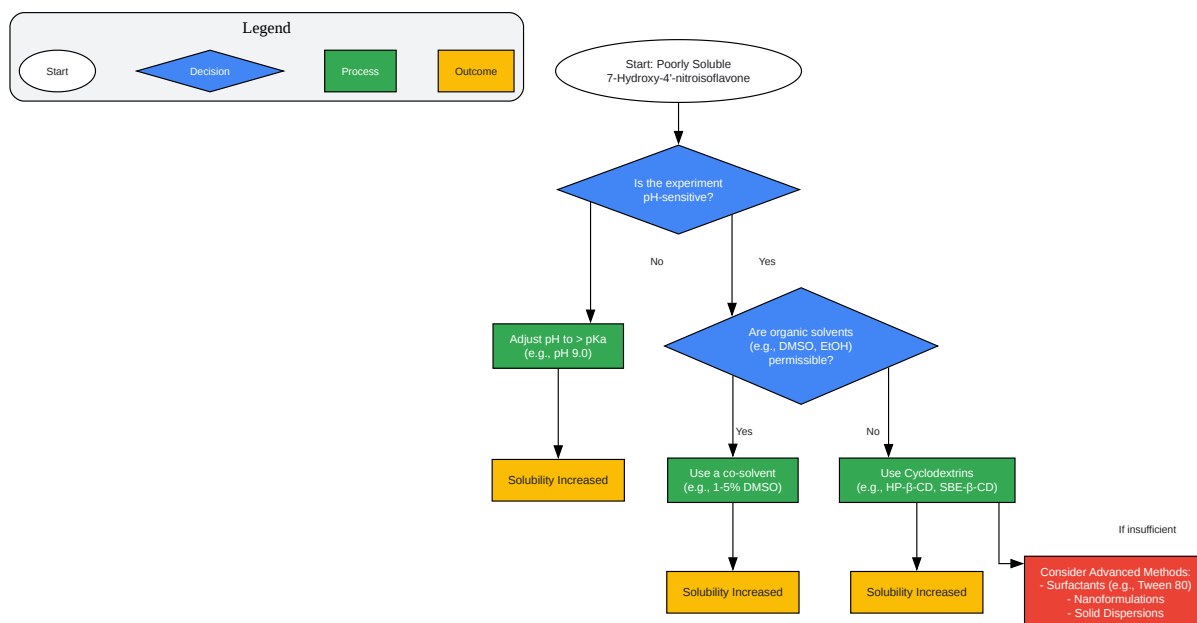 Legend
Start
Decision
Process
Outcome
Start: Poorly Soluble
7-Hydroxy-4'-nitroisoflavone
Is the experiment
pH-sensitive?
No
Yes
Adjust pH to > pKa
(e.g., pH 9.0)
Are organic solvents
(e.g., DMSO, EtOH)
permissible?
Yes
No
Solubility Increased
Use a co-solvent
(e.g., 1-5% DMSO)
Use Cyclodextrins
(e.g., HP-β-CD, SBE-β-CD)
If insufficient
Solubility Increased
Solubility Increased
Consider Advanced Methods:
- Surfactants (e.g., Tween 80)
- Nanoformulations
- Solid Dispersions